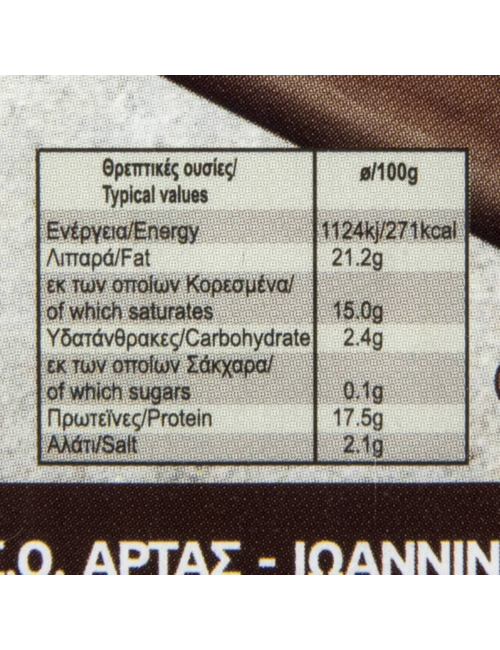 Θρεπτικές ουσίες/
Typical values
ø/100g
Ενέργεια/Energy 1124kj/271kcal
Λιπαρά/Fat 21.2g
εκ των οποίων Κορεσμένα/
of which saturates 15.0g
Υδατάνθρακες/Carbohydrate 2.4g
εκ των οποίων Σάκχαρα/
of which sugars 0.1g
Πρωτεϊνες/Protein 17.5g
Αλάτι/Salt 2.1g
.Ο. ΑΡΤΑΣ - ΙΩΑΝΝΙΝ